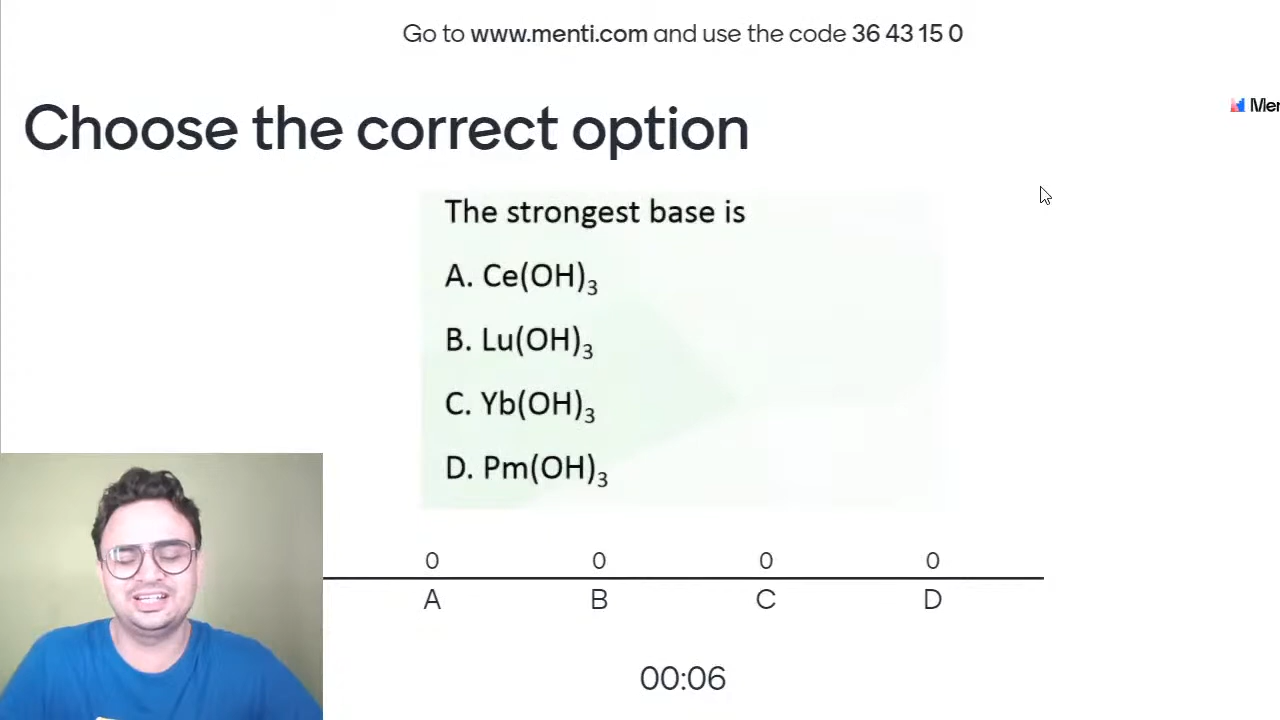 Go to www.menti.com and use the code 36 43 15 0
Choose the correct option
The strongest base is
A. Ce(OH)₃
B. Lu(OH)₃
C. Yb(OH)₃
D. Pm(OH)₃
0 0 0 0
A B C D
00:06